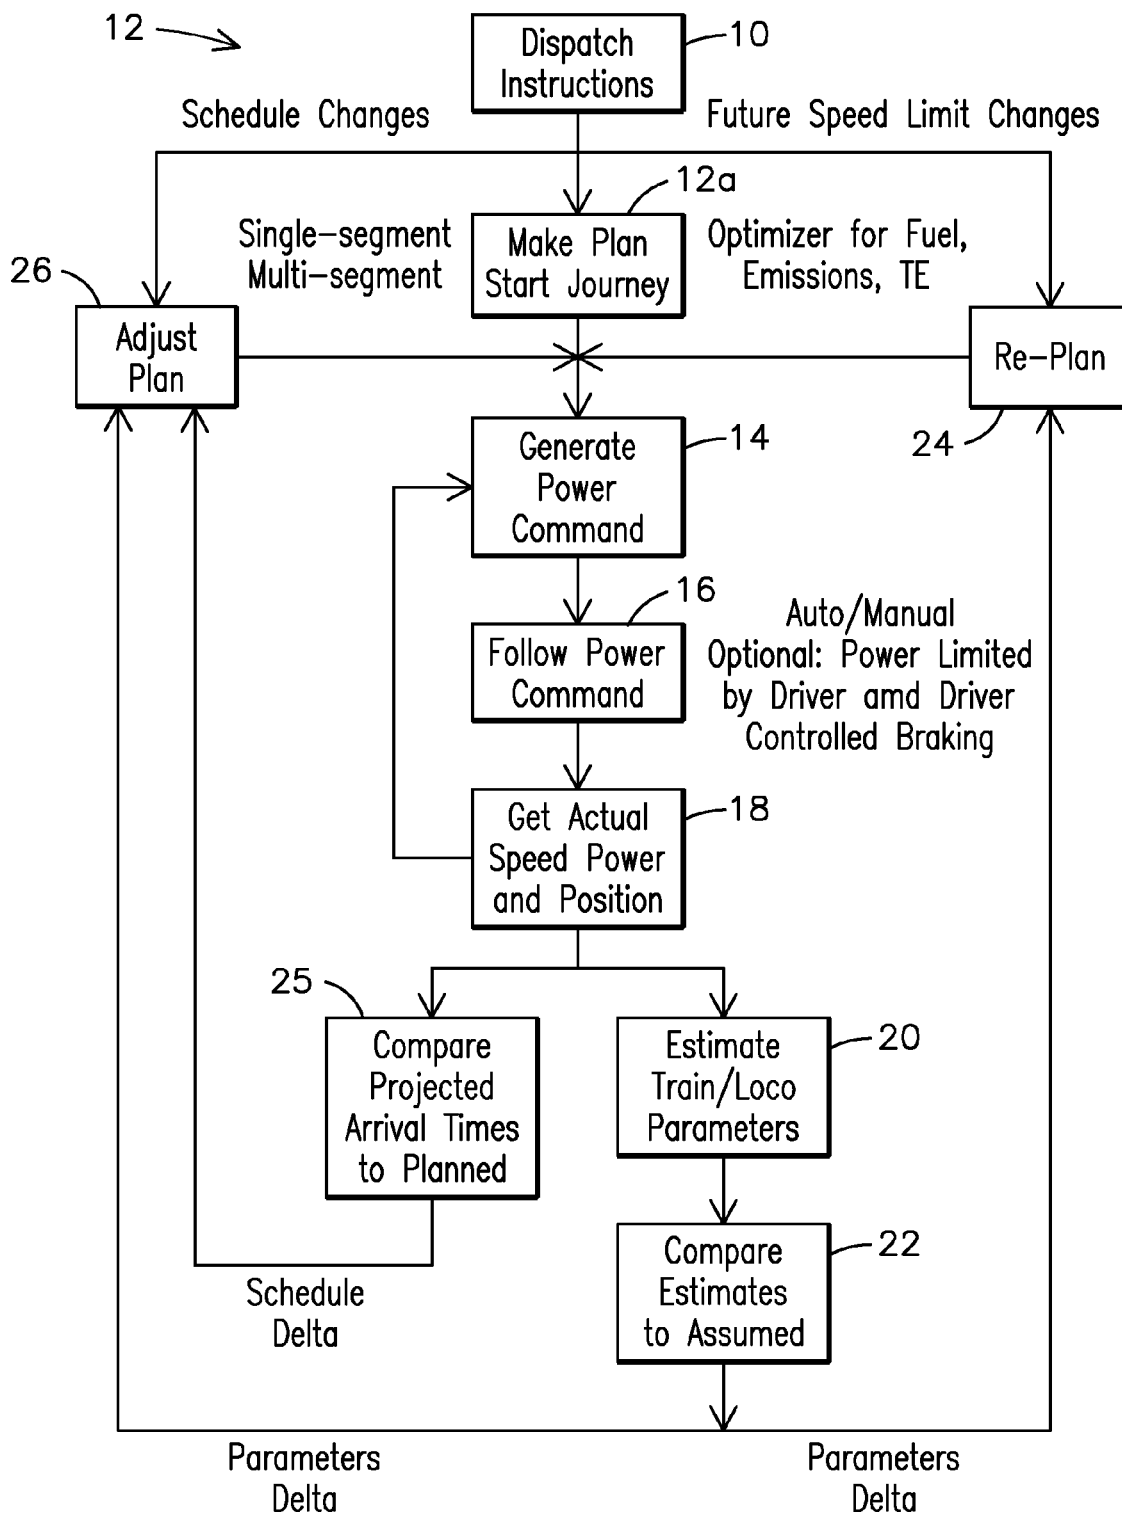 12
Dispatch
Instructions
10
Schedule Changes
Future Speed Limit Changes
12a
Single-segment
Multi-segment
Make Plan
Start Journey
Optimizer for Fuel,
Emissions, TE
26
Adjust
Plan
Re-Plan
24
Generate
Power
Command
14
16
Follow Power
Command
Auto/Manual
Optional: Power Limited
by Driver amd Driver
Controlled Braking
Get Actual
Speed Power
and Position
18
25
Compare
Projected
Arrival Times
to Planned
Estimate
Train/Loco
Parameters
20
Compare
Estimates
to Assumed
22
Schedule
Delta
Parameters
Delta
Parameters
Delta